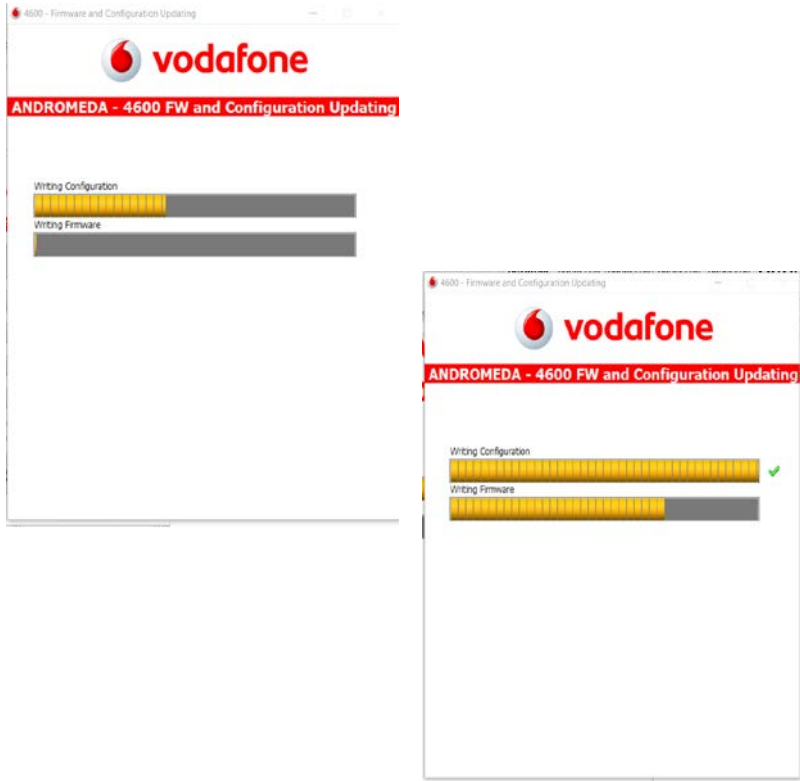 4600 - Firmware and Configuration Updating
vodafone
ANDROMEDA - 4600 FW and Configuration Updating
Writing Configuration
Writing Firmware
4600 - Firmware and Configuration Updating
vodafone
ANDROMEDA - 4600 FW and Configuration Updating
Writing Configuration
Writing Firmware